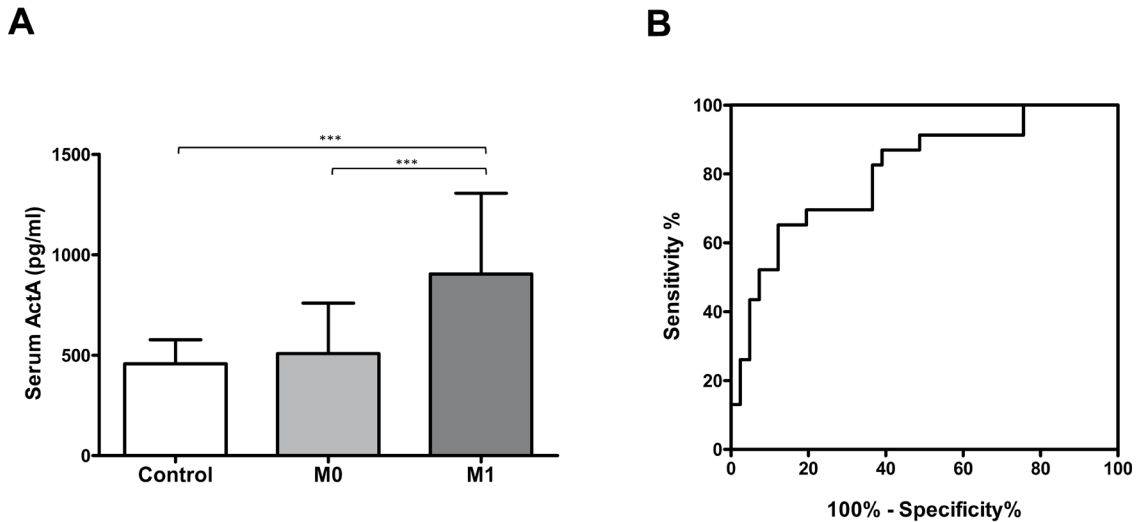 A
B
***
***
1500
1000
500
0
Serum ActA (pg/ml)
Control M0 M1
100
80
60
40
20
0
Sensitivity %
0 20 40 60 80 100
100% - Specificity%